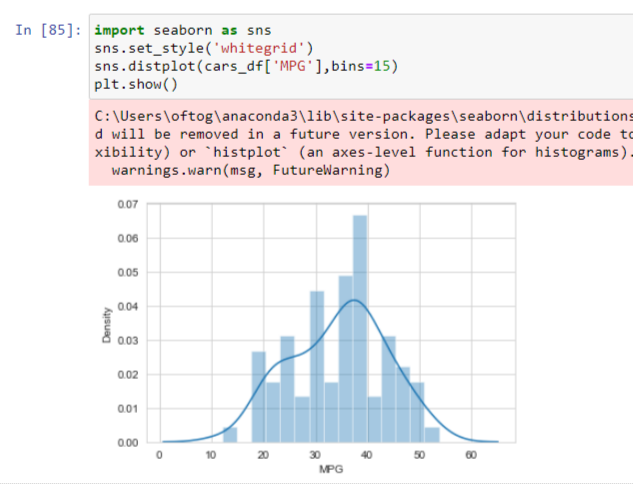 In [85]: import seaborn as sns
sns.set_style('whitegrid')
sns.distplot(cars_df['MPG'],bins=15)
plt.show()
C:\Users\oftog\anaconda3\lib\site-packages\seaborn\distributions
d will be removed in a future version. Please adapt your code to
xibility) or `histplot` (an axes-level function for histograms).
warnings.warn(msg, FutureWarning)
0.07
0.06
0.05
0.04
0.03
0.02
0.01
0.00
Density
0 10 20 30 40 50 60
MPG